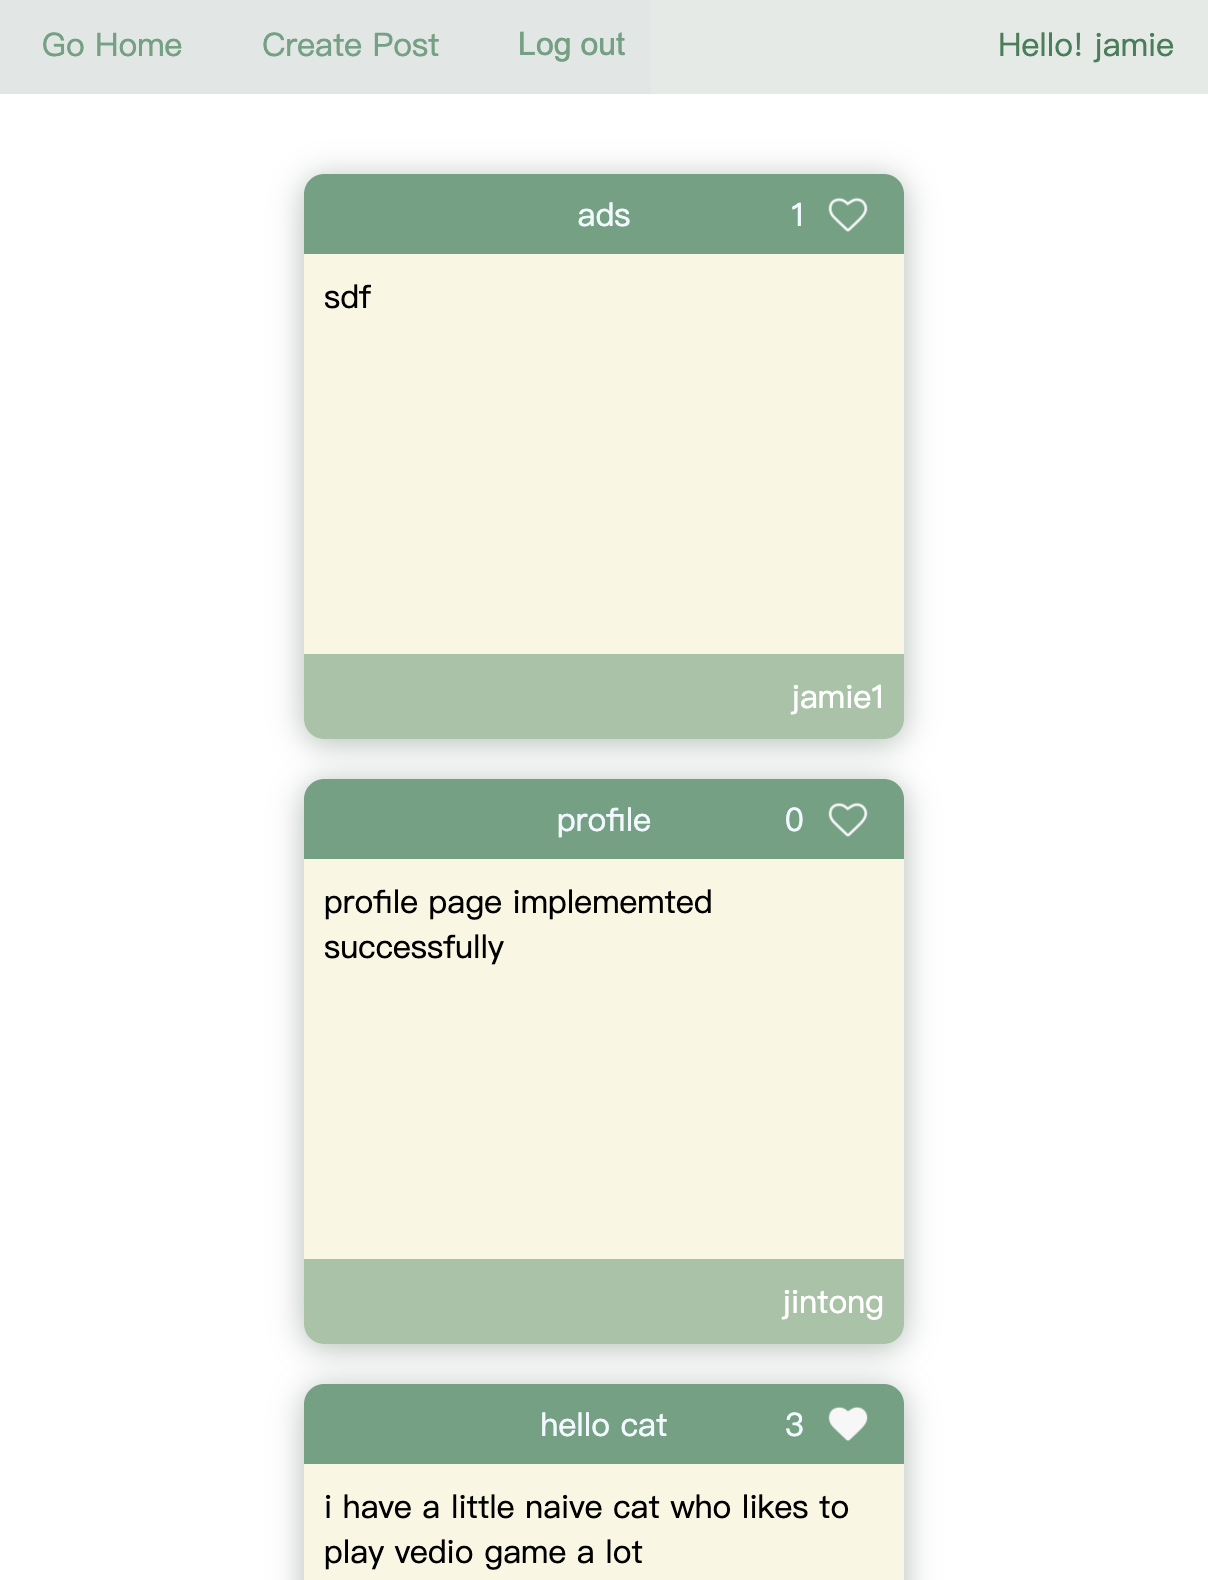 Go Home Create Post Log out Hello! jamie
ads 1
sdf
jamie1
profile 0
profile page implememted
successfully
jintong
hello cat 3
i have a little naive cat who likes to
play vedio game a lot